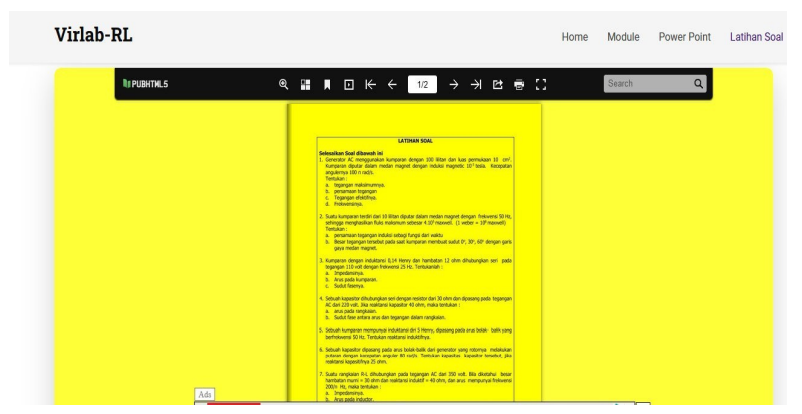 Virlab-RL
Home Module Power Point Latihan Soal
PUBHTML5
1/2
Search
LATIHAN SOAL
Selesaikan Soal dibawah ini
1. Generator AC menggunakan kumparan dengan 100 lilitan dan luas permukaan 10 cm².
Kumparan diputar dalam medan magnet dengan induksi magnetic tesla. Kecepatan
angulernya 100 π rad/s.
Tentukan :
a. tegangan maksimumnya.
b. persamaan tegangan
c. Tegangan efektifnya.
d. Frekuensinya.
2. Suatu kumparan terdiri dari 10 lilitan diputar dalam medan magnet dengan frekwensi 50 Hz,
sehingga menghasilkan fluks maksimum sebesar maxwell. (1 weber = 10⁸ maxwell)
Tentukan :
a. persamaan tegangan induksi sebagi fungsi dari waktu
b. Besar tegangan tersebut pada saat kumparan membuat sudut 0°, 30°, 60° dengan garis
gaya medan magnet.
3. Kumparan dengan induktansi 0,14 Henry dan hambatan 12 ohm dihubungkan seri pada
tegangan 110 volt dengan frekwensi 25 Hz. Tentukanlah :
a. Impedansinya.
b. Arus pada kumparan.
c. Sudut fasenya.
4. Sebuah kapasitor dihubungkan seri dengan resistor dari 30 ohm dan dipasang pada tegangan
AC dari 220 volt. Jika reaktansi kapasitor 40 ohm, maka tentukan :
a. arus pada rangkaian.
b. Sudut fase antara arus dan tegangan dalam rangkaian.
5. Sebuah kumparan mempunyai induktansi diri 5 Henry, dipasang pada arus bolak- balik yang
berfrekwensi 50 Hz. Tentukan reaktansi induktifnya.
6. Sebuah kapasitor dipasang pada arus bolak-balik dari generator yang rotornya melakukan
putaran dengan kecepatan anguler 80 rad/s. Tentukan kapasitas kapasitor tersebut, jika
reaktansi kapasitifnya 25 ohm.
7. Suatu rangkaian R-L dihubungkan pada tegangan AC dari 350 volt. Bila diketahui besar
hambatan murni = 30 ohm dan reaktansi induktif = 40 ohm, dan arus mempunyai frekwensi
200/π Hz, maka tentukan :
a. Impedansinya.
b. Arus pada induktor.
Ads